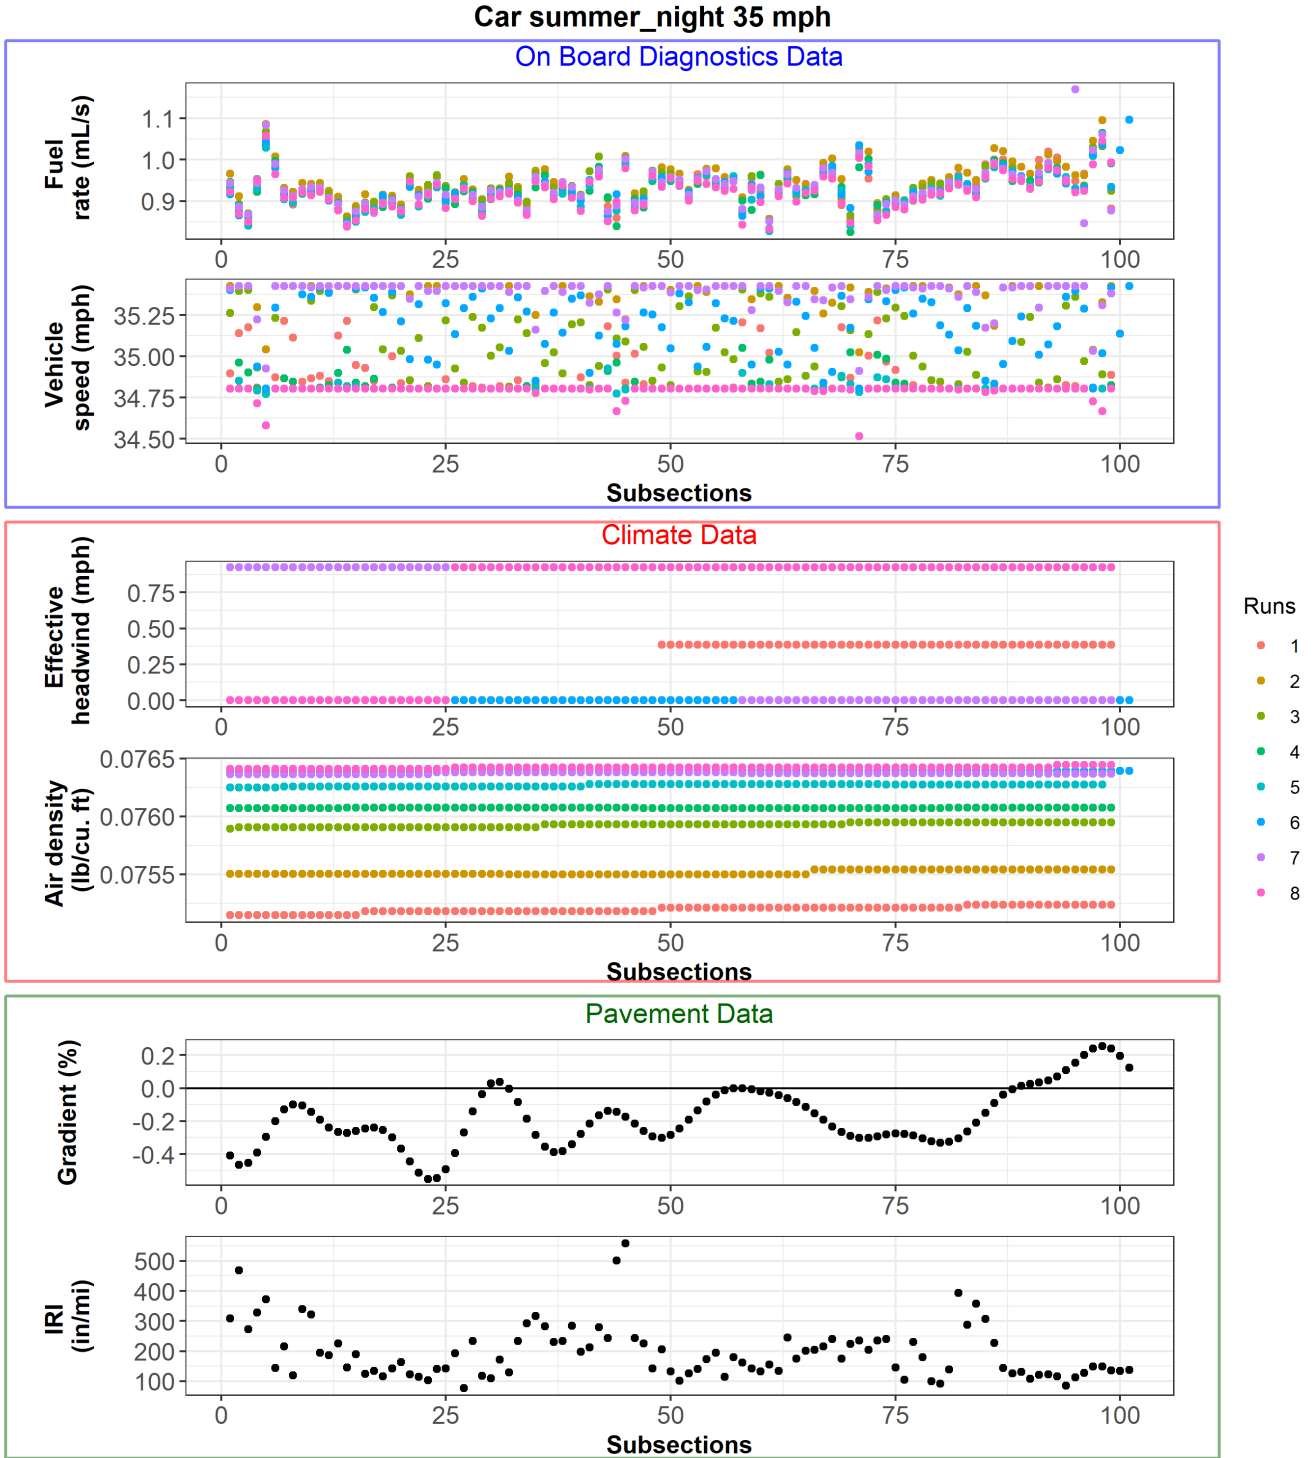 Car summer_night 35 mph
On Board Diagnostics Data
Fuel
rate (mL/s)
1.1
1.0
0.9
0 25 50 75 100
Vehicle
speed (mph)
35.25
35.00
34.75
34.50
0 25 50 75 100
Subsections
Climate Data
Effective
headwind (mph)
0.75
0.50
0.25
0.00
0 25 50 75 100
Air density
(lb/cu. ft)
0.0765
0.0760
0.0755
0 25 50 75 100
Subsections
Runs
1
2
3
4
5
6
7
8
Pavement Data
Gradient (%)
0.2
0.0
-0.2
-0.4
0 25 50 75 100
IRI
(in/mi)
500
400
300
200
100
0 25 50 75 100
Subsections